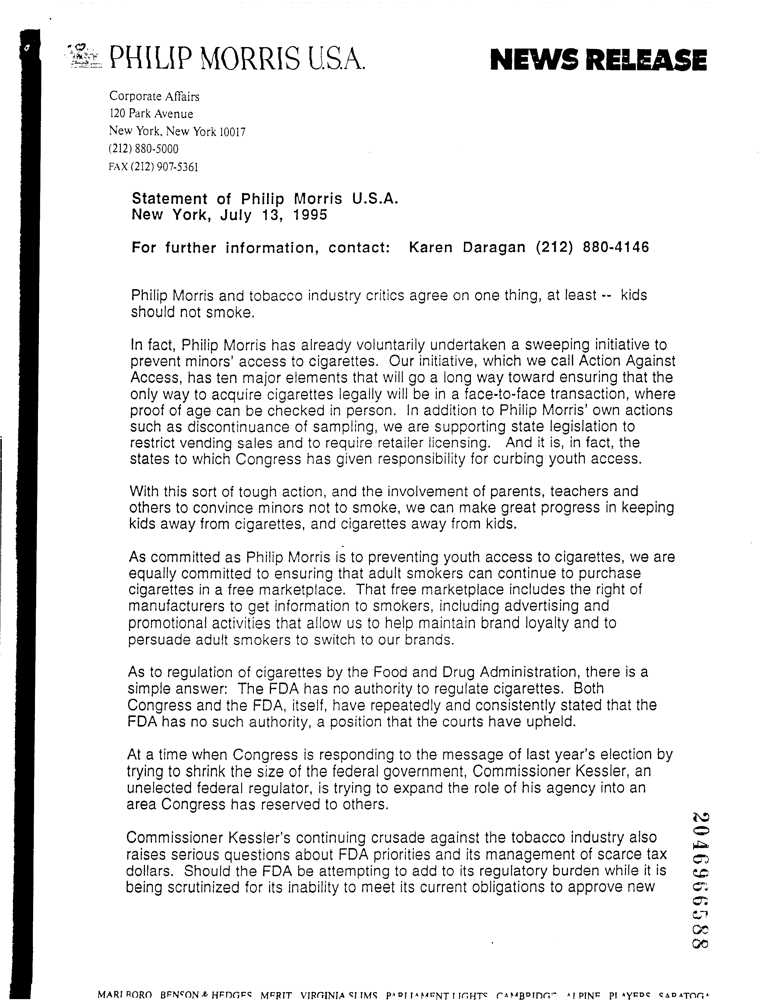 PHILIP MORRIS U.S.A.
NEWS RELEASE
Corporate Affairs
120 Park Avenue
New York, New York 10017
(212) 880-5000
FAX (212) 907-5361
Statement of Philip Morris U.S.A.
New York, July 13, 1995
For further information, contact: Karen Daragan (212) 880-4146
Philip Morris and tobacco industry critics agree on one thing, at least -- kids
should not smoke.
In fact, Philip Morris has already voluntarily undertaken a sweeping initiative to
prevent minors' access to cigarettes. Our initiative, which we call Action Against
Access, has ten major elements that will go a long way toward ensuring that the
only way to acquire cigarettes legally will be in a face-to-face transaction, where
proof of age can be checked in person. In addition to Philip Morris' own actions
such as discontinuance of sampling, we are supporting state legislation to
restrict vending sales and to require retailer licensing. And it is, in fact, the
states to which Congress has given responsibility for curbing youth access.
With this sort of tough action, and the involvement of parents, teachers and
others to convince minors not to smoke, we can make great progress in keeping
kids away from cigarettes, and cigarettes away from kids.
As committed as Philip Morris is to preventing youth access to cigarettes, we are
equally committed to ensuring that adult smokers can continue to purchase
cigarettes in a free marketplace. That free marketplace includes the right of
manufacturers to get information to smokers, including advertising and
promotional activities that allow us to help maintain brand loyalty and to
persuade adult smokers to switch to our brands.
As to regulation of cigarettes by the Food and Drug Administration, there is a
simple answer: The FDA has no authority to regulate cigarettes. Both
Congress and the FDA, itself, have repeatedly and consistently stated that the
FDA has no such authority, a position that the courts have upheld.
At a time when Congress is responding to the message of last year's election by
trying to shrink the size of the federal government, Commissioner Kessler, an
unelected federal regulator, is trying to expand the role of his agency into an
area Congress has reserved to others.
Commissioner Kessler's continuing crusade against the tobacco industry also
raises serious questions about FDA priorities and its management of scarce tax
dollars. Should the FDA be attempting to add to its regulatory burden while it is
being scrutinized for its inability to meet its current obligations to approve new
2046966588
MARLBORO BENSON & HEDGES MERIT VIRGINIA SLIMS PARLIAMENT LIGHTS CAMBRIDGE ALPINE PLAYERS SARATOGA